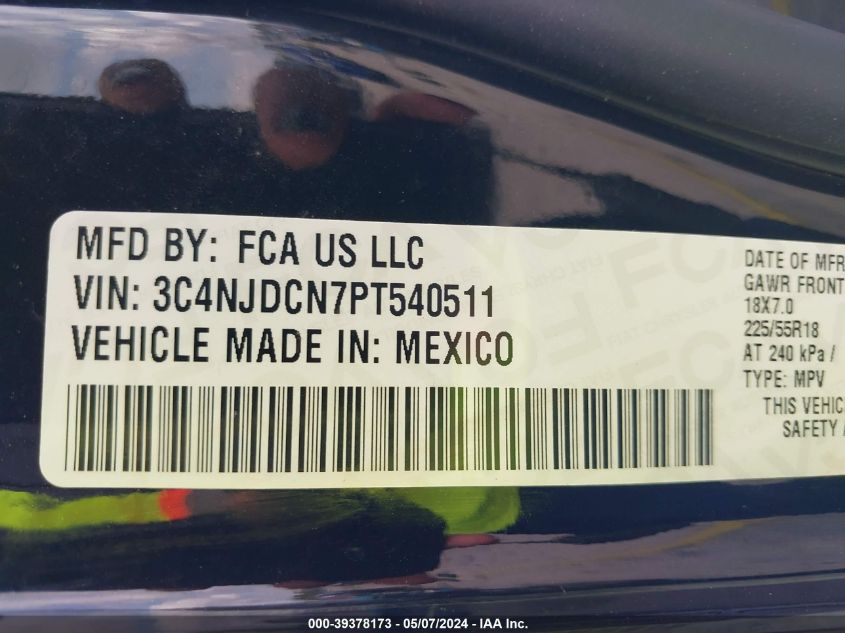 MFD BY: FCA US LLC
VIN: 3C4NJDCN7PT540511
VEHICLE MADE IN: MEXICO
DATE OF MFR
GAWR FRONT
18X7.0
225/55R18
AT 240 kPa /
TYPE: MPV
THIS VEHIC
SAFETY
000-39378173 - 05/07/2024 - IAA Inc.